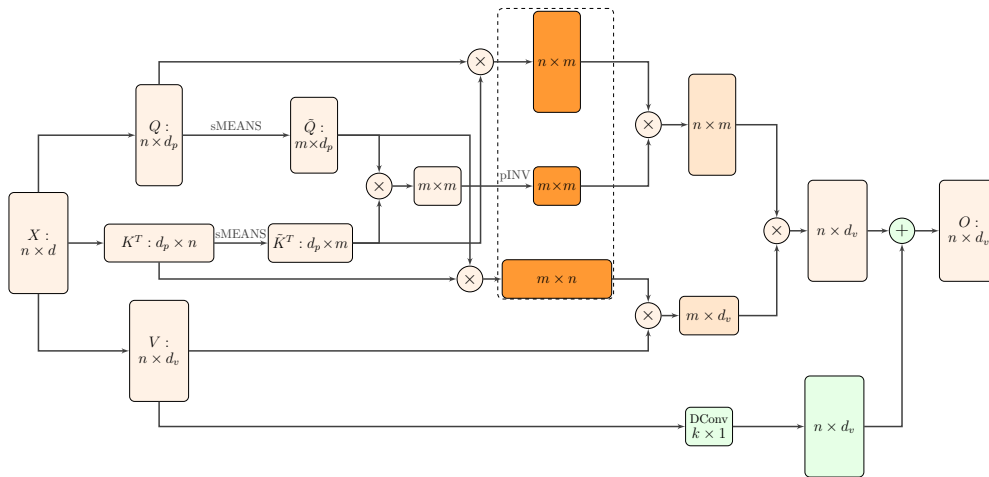 n × m
Q :
n×d_p
sMEANS
Q̃ :
m×d_p
n × m
m×m
pINV
m×m
X :
n × d
K^T : d_p × n
sMEANS
K̃^T : d_p×m
n × d_v
O :
n × d_v
m × n
m × d_v
V :
n × d_v
DConv
k × 1
n × d_v
×
×
×
×
×
×
+